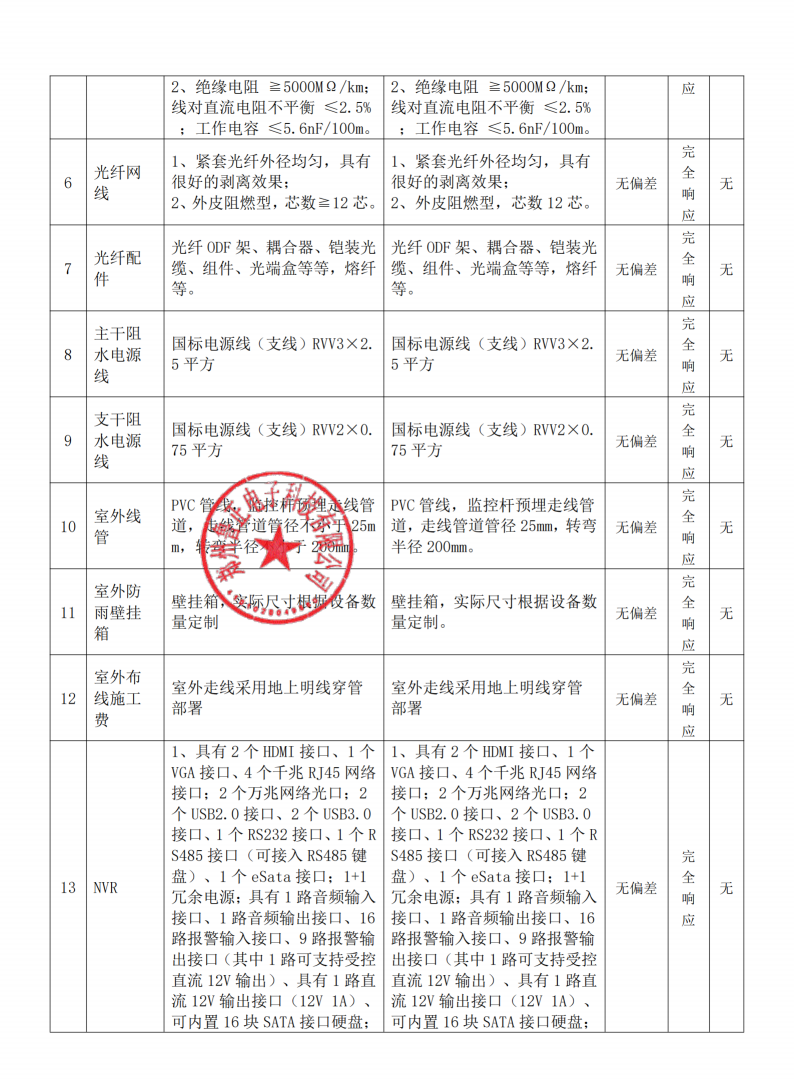 2、绝缘电阻 ≧5000MΩ/km；
线对直流电阻不平衡 ≤2.5%
；工作电容 ≤5.6nF/100m。
2、绝缘电阻 ≧5000MΩ/km；
线对直流电阻不平衡 ≤2.5%
；工作电容 ≤5.6nF/100m。
应
6
光纤网
线
1、紧套光纤外径均匀，具有
很好的剥离效果；
2、外皮阻燃型，芯数≧12 芯。
1、紧套光纤外径均匀，具有
很好的剥离效果；
2、外皮阻燃型，芯数 12 芯。
无偏差
完
全
响
应
无
7
光纤配
件
光纤 ODF 架、耦合器、铠装光
缆、组件、光端盒等等，熔纤
等。
光纤 ODF 架、耦合器、铠装光
缆、组件、光端盒等等，熔纤
等。
无偏差
完
全
响
应
无
8
主干阻
水电源
线
国标电源线（支线）RVV3×2.
5 平方
国标电源线（支线）RVV3×2.
5 平方
无偏差
完
全
响
应
无
9
支干阻
水电源
线
国标电源线（支线）RVV2×0.
75 平方
国标电源线（支线）RVV2×0.
75 平方
无偏差
完
全
响
应
无
10
室外线
管
PVC 管线，监控杆预埋走线管
道，走线管道管径不小于 25m
m，转弯半径不小于 200mm。
PVC 管线，监控杆预埋走线管
道，走线管道管径 25mm，转弯
半径 200mm。
无偏差
完
全
响
应
无
11
室外防
雨壁挂
箱
壁挂箱，实际尺寸根据设备数
量定制
壁挂箱，实际尺寸根据设备数
量定制。
无偏差
完
全
响
应
无
12
室外布
线施工
费
室外走线采用地上明线穿管
部署
室外走线采用地上明线穿管
部署
无偏差
完
全
响
应
无
13
NVR
1、具有 2 个 HDMI 接口、1 个
VGA 接口、4 个千兆 RJ45 网络
接口；2 个万兆网络光口；2
个 USB2.0 接口、2 个 USB3.0
接口、1 个 RS232 接口、1 个 R
S485 接口（可接入 RS485 键
盘）、1 个 eSata 接口；1+1
冗余电源；具有 1 路音频输入
接口、1 路音频输出接口、16
路报警输入接口、9 路报警输
出接口（其中 1 路可支持受控
直流 12V 输出）、具有 1 路直
流 12V 输出接口（12V 1A）、
可内置 16 块 SATA 接口硬盘；
1、具有 2 个 HDMI 接口、1 个
VGA 接口、4 个千兆 RJ45 网络
接口；2 个万兆网络光口；2
个 USB2.0 接口、2 个 USB3.0
接口、1 个 RS232 接口、1 个 R
S485 接口（可接入 RS485 键
盘）、1 个 eSata 接口；1+1
冗余电源；具有 1 路音频输入
接口、1 路音频输出接口、16
路报警输入接口、9 路报警输
出接口（其中 1 路可支持受控
直流 12V 输出）、具有 1 路直
流 12V 输出接口（12V 1A）、
可内置 16 块 SATA 接口硬盘；
无偏差
完
全
响
应
无